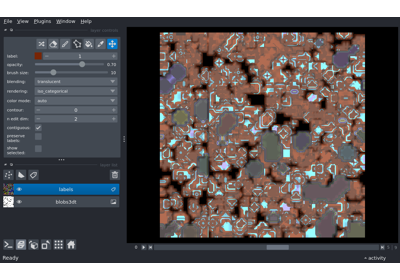 File View Plugins Window Help
label: 1
opacity: 0.70
brush size: 10
blending: translucent
rendering: iso_categorical
color mode: auto
contour: 0
n edit dim: 2
contiguous:
preserve
labels:
show
selected:
labels
blobs3dt
Ready
activity